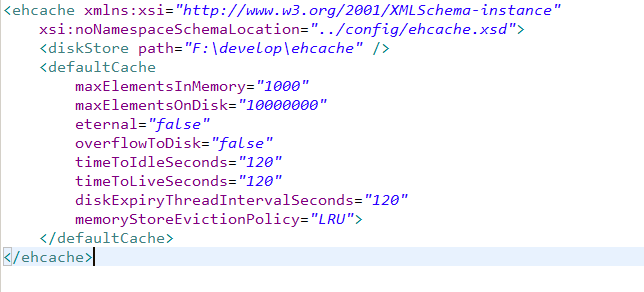 <ehcache xmlns:xsi="http://www.w3.org/2001/XMLSchema-instance"
    xsi:noNamespaceSchemaLocation="../config/ehcache.xsd">
    <diskStore path="F:\develop\ehcache" />
    <defaultCache
        maxElementsInMemory="1000"
        maxElementsOnDisk="10000000"
        eternal="false"
        overflowToDisk="false"
        timeToIdleSeconds="120"
        timeToLiveSeconds="120"
        diskExpiryThreadIntervalSeconds="120"
        memoryStoreEvictionPolicy="LRU">
    </defaultCache>
</ehcache>